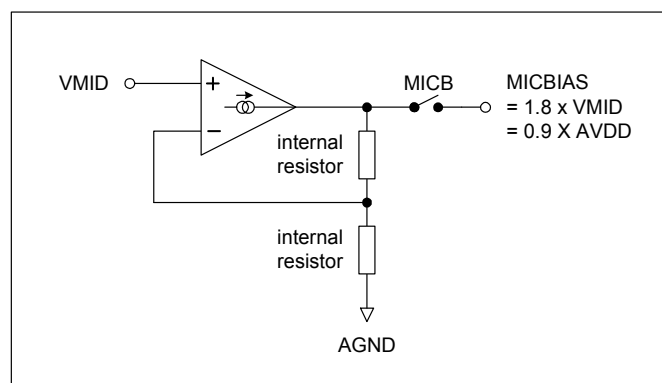 VMID
+
−
MICB
MICBIAS
= 1.8 x VMID
= 0.9 X AVDD
internal
resistor
internal
resistor
AGND